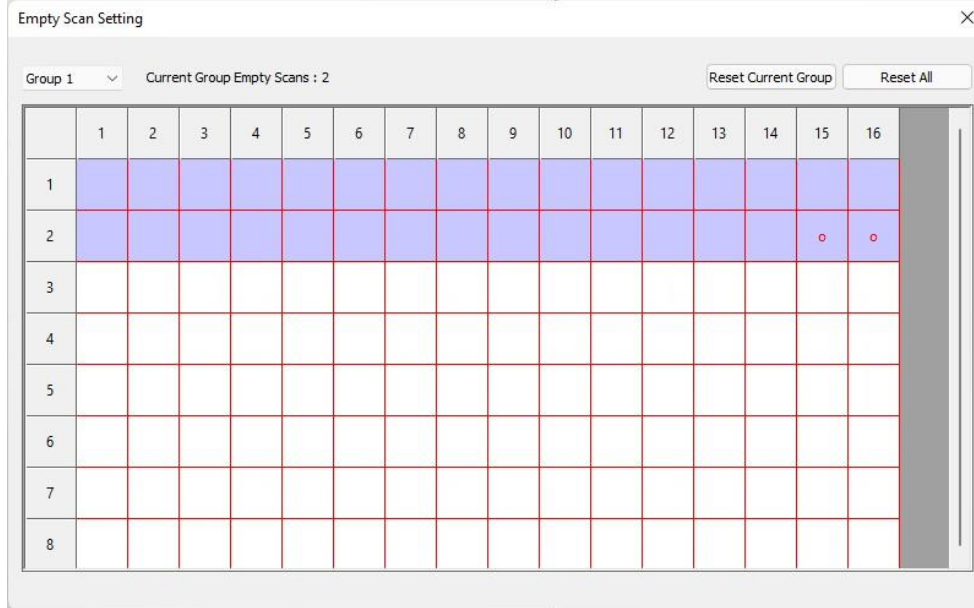 Empty Scan Setting
Group 1 Current Group Empty Scans : 2 Reset Current Group Reset All
1 2 3 4 5 6 7 8 9 10 11 12 13 14 15 16
1
2 o o
3
4
5
6
7
8